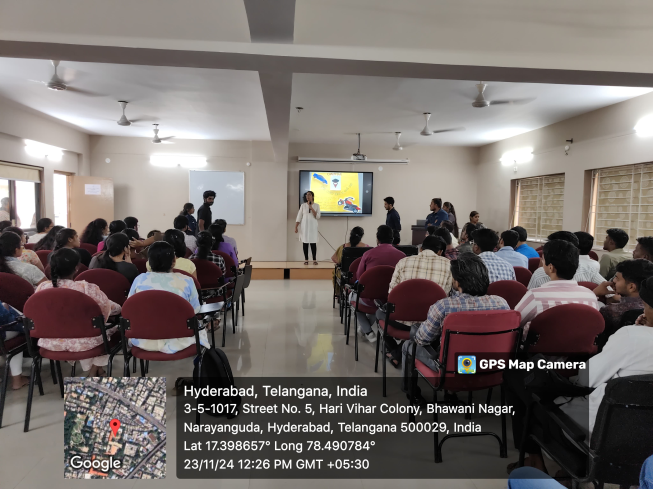 GPS Map Camera
Hyderabad, Telangana, India
3-5-1017, Street No. 5, Hari Vihar Colony, Bhawani Nagar,
Narayanguda, Hyderabad, Telangana 500029, India
Lat 17.398657° Long 78.490784°
23/11/24 12:26 PM GMT +05:30
Google